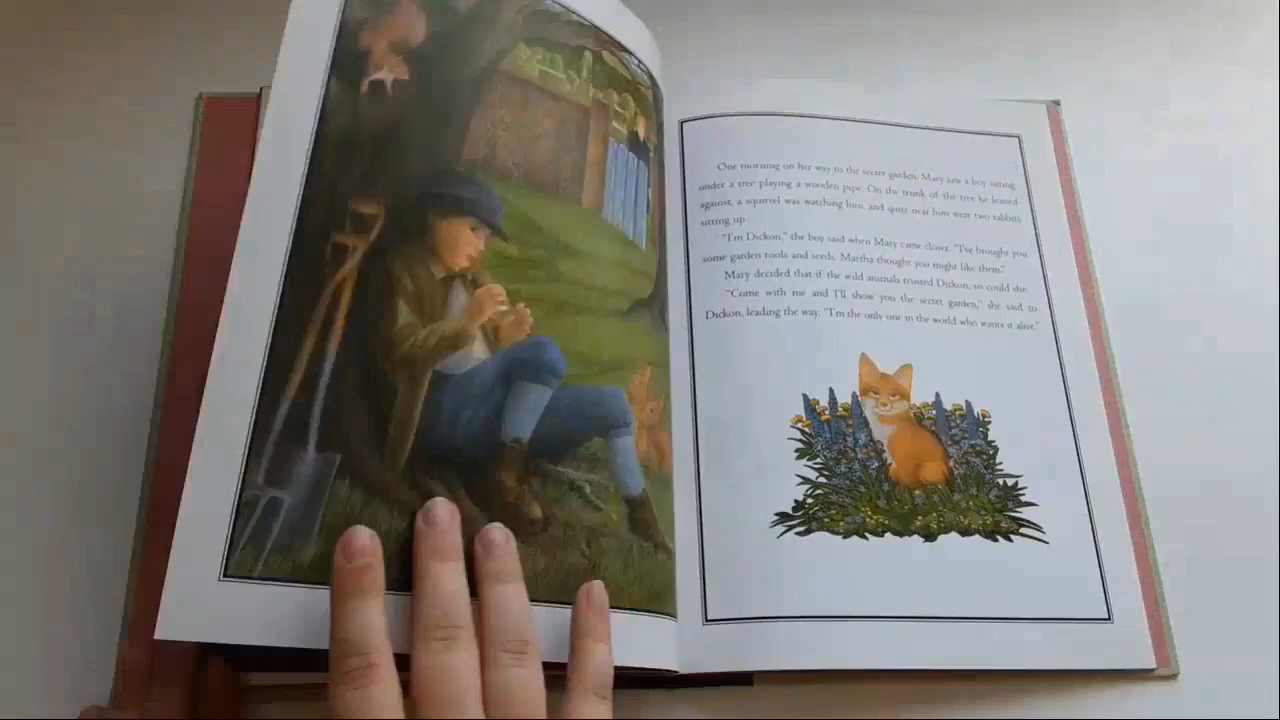 One morning on her way to the secret garden, Mary saw a boy sitting
under a tree playing a wooden pipe. On the trunk of the tree he leaned
against, a squirrel was watching him, and quite near him were two rabbits
sitting up.
"I'm Dickon," the boy said when Mary came closer. "I've brought you
some garden tools and seeds. Martha thought you might like them."
Mary decided that if the wild animals trusted Dickon, so could she.
"Come with me and I'll show you the secret garden," she said to
Dickon, leading the way. "I'm the only one in the world who wants it alive."